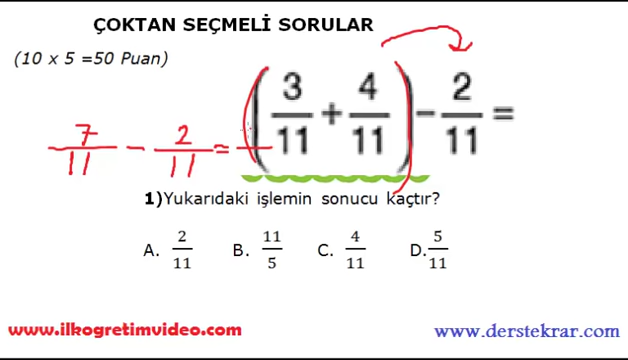 ÇOKTAN SEÇMELİ SORULAR
(10 x 5 =50 Puan)
7/11 - 2/11 = (3/11 + 4/11) - 2/11 =
1)Yukarıdaki işlemin sonucu kaçtır?
A. 2/11 B. 11/5 C. 4/11 D. 5/11
www.ilkogretimvideo.com www.derstekrar.com